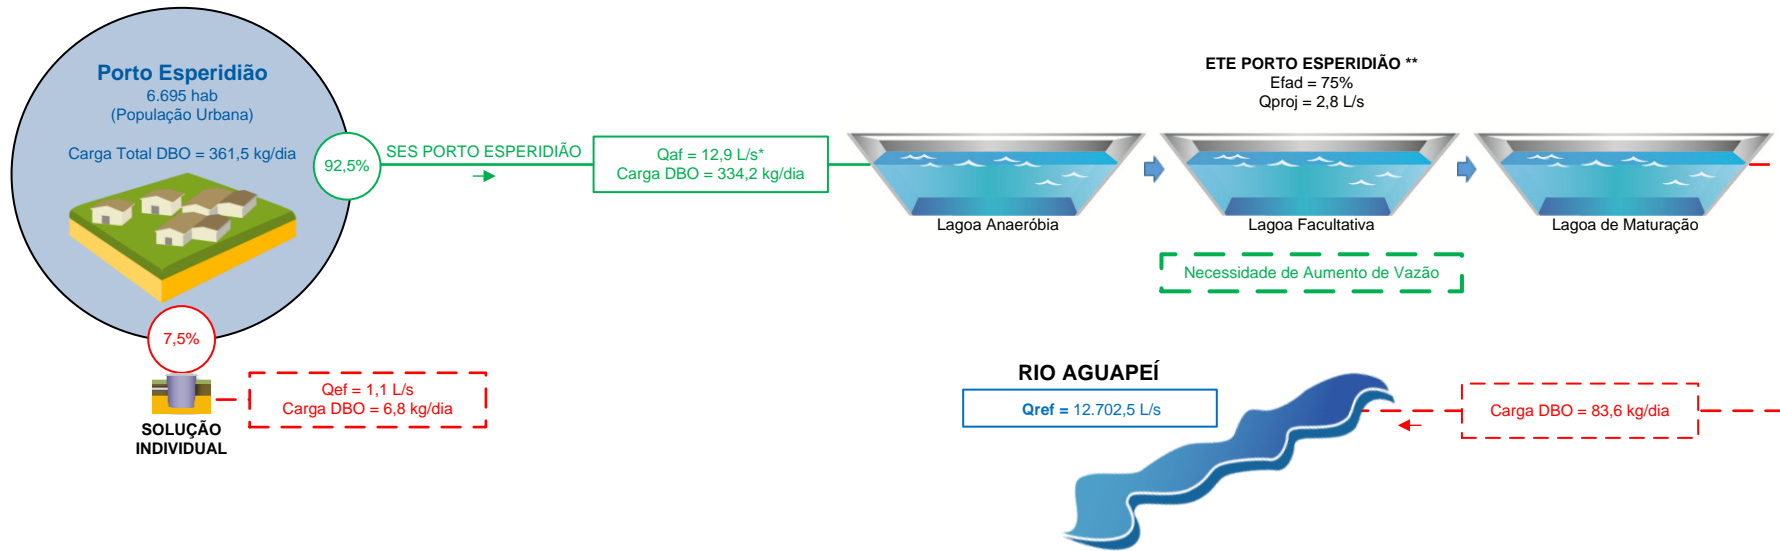 Porto Esperidião
6.695 hab
(População Urbana)
Carga Total DBO = 361,5 kg/dia
92,5%
SES PORTO ESPERIDIÃO
Qaf = 12,9 L/s*
Carga DBO = 334,2 kg/dia
ETE PORTO ESPERIDIÃO **
Efad = 75%
Qproj = 2,8 L/s
Lagoa Anaeróbia
Lagoa Facultativa
Lagoa de Maturação
Necessidade de Aumento de Vazão
7,5%
Qef = 1,1 L/s
Carga DBO = 6,8 kg/dia
SOLUÇÃO
INDIVIDUAL
RIO AGUAPEÍ
Qref = 12.702,5 L/s
Carga DBO = 83,6 kg/dia